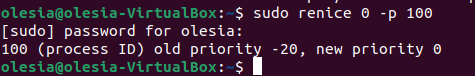 olesia@olesia-VirtualBox:~$ sudo renice 0 -p 100
[sudo] password for olesia:
100 (process ID) old priority -20, new priority 0
olesia@olesia-VirtualBox:~$